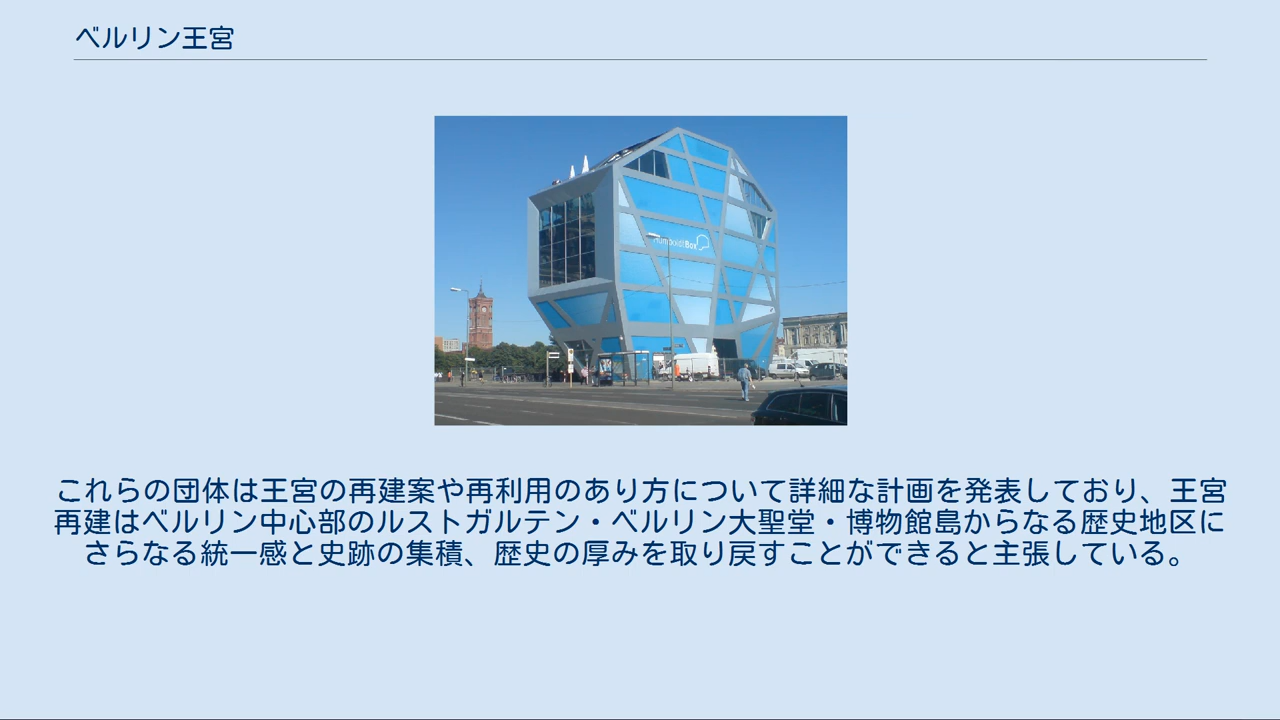 ベルリン王宮
HumboldtBox
これらの団体は王宮の再建案や再利用のあり方について詳細な計画を発表しており、王宮
再建はベルリン中心部のルストガルテン・ベルリン大聖堂・博物館島からなる歴史地区に
さらなる統一感と史跡の集積、歴史の厚みを取り戻すことができると主張している。